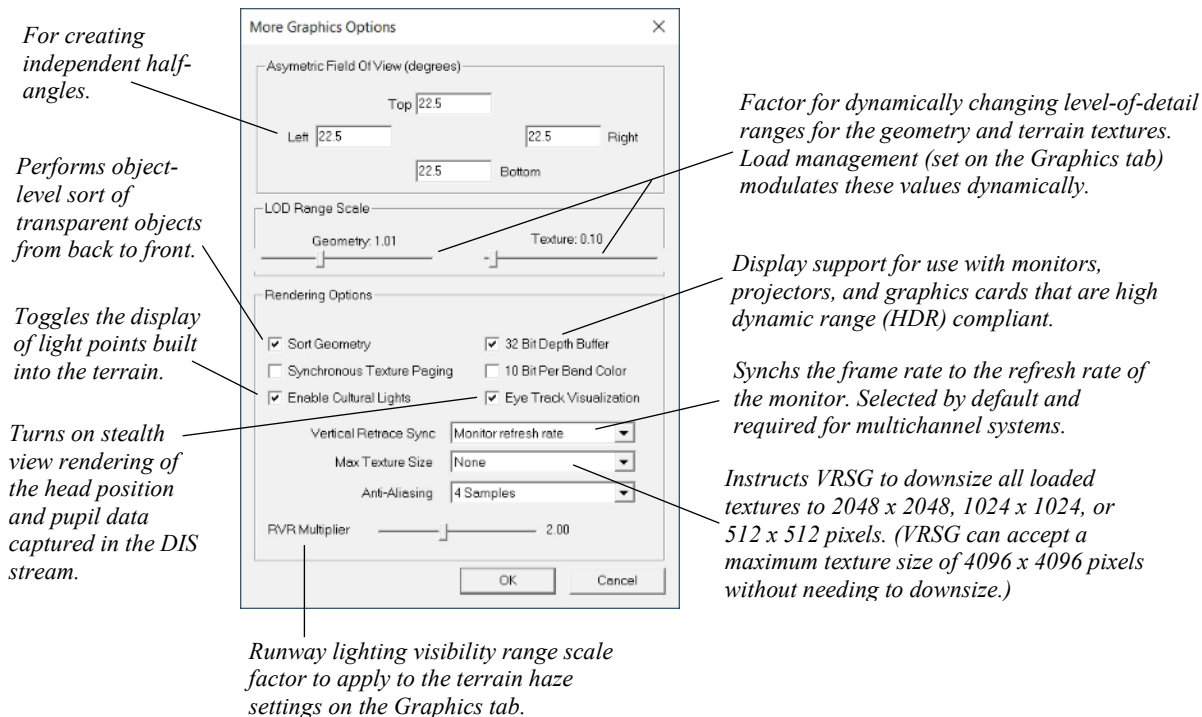 For creating
independent half-
angles.
Performs object-
level sort of
transparent objects
from back to front.
Toggles the display
of light points built
into the terrain.
Turns on stealth
view rendering of
the head position
and pupil data
captured in the DIS
stream.
More Graphics Options
Asymetric Field Of View (degrees)
Top 22.5
Left 22.5 22.5 Right
22.5 Bottom
LOD Range Scale
Geometry: 1.01 Texture: 0.10
Rendering Options
Sort Geometry 32 Bit Depth Buffer
Synchronous Texture Paging 10 Bit Per Band Color
Enable Cultural Lights Eye Track Visualization
Vertical Retrace Sync Monitor refresh rate
Max Texture Size None
Anti-Aliasing 4 Samples
RVR Multiplier 2.00
OK Cancel
Factor for dynamically changing level-of-detail
ranges for the geometry and terrain textures.
Load management (set on the Graphics tab)
modulates these values dynamically.
Display support for use with monitors,
projectors, and graphics cards that are high
dynamic range (HDR) compliant.
Synchs the frame rate to the refresh rate of
the monitor. Selected by default and
required for multichannel systems.
Instructs VRSG to downsize all loaded
textures to 2048 x 2048, 1024 x 1024, or
512 x 512 pixels. (VRSG can accept a
maximum texture size of 4096 x 4096 pixels
without needing to downsize.)
Runway lighting visibility range scale
factor to apply to the terrain haze
settings on the Graphics tab.